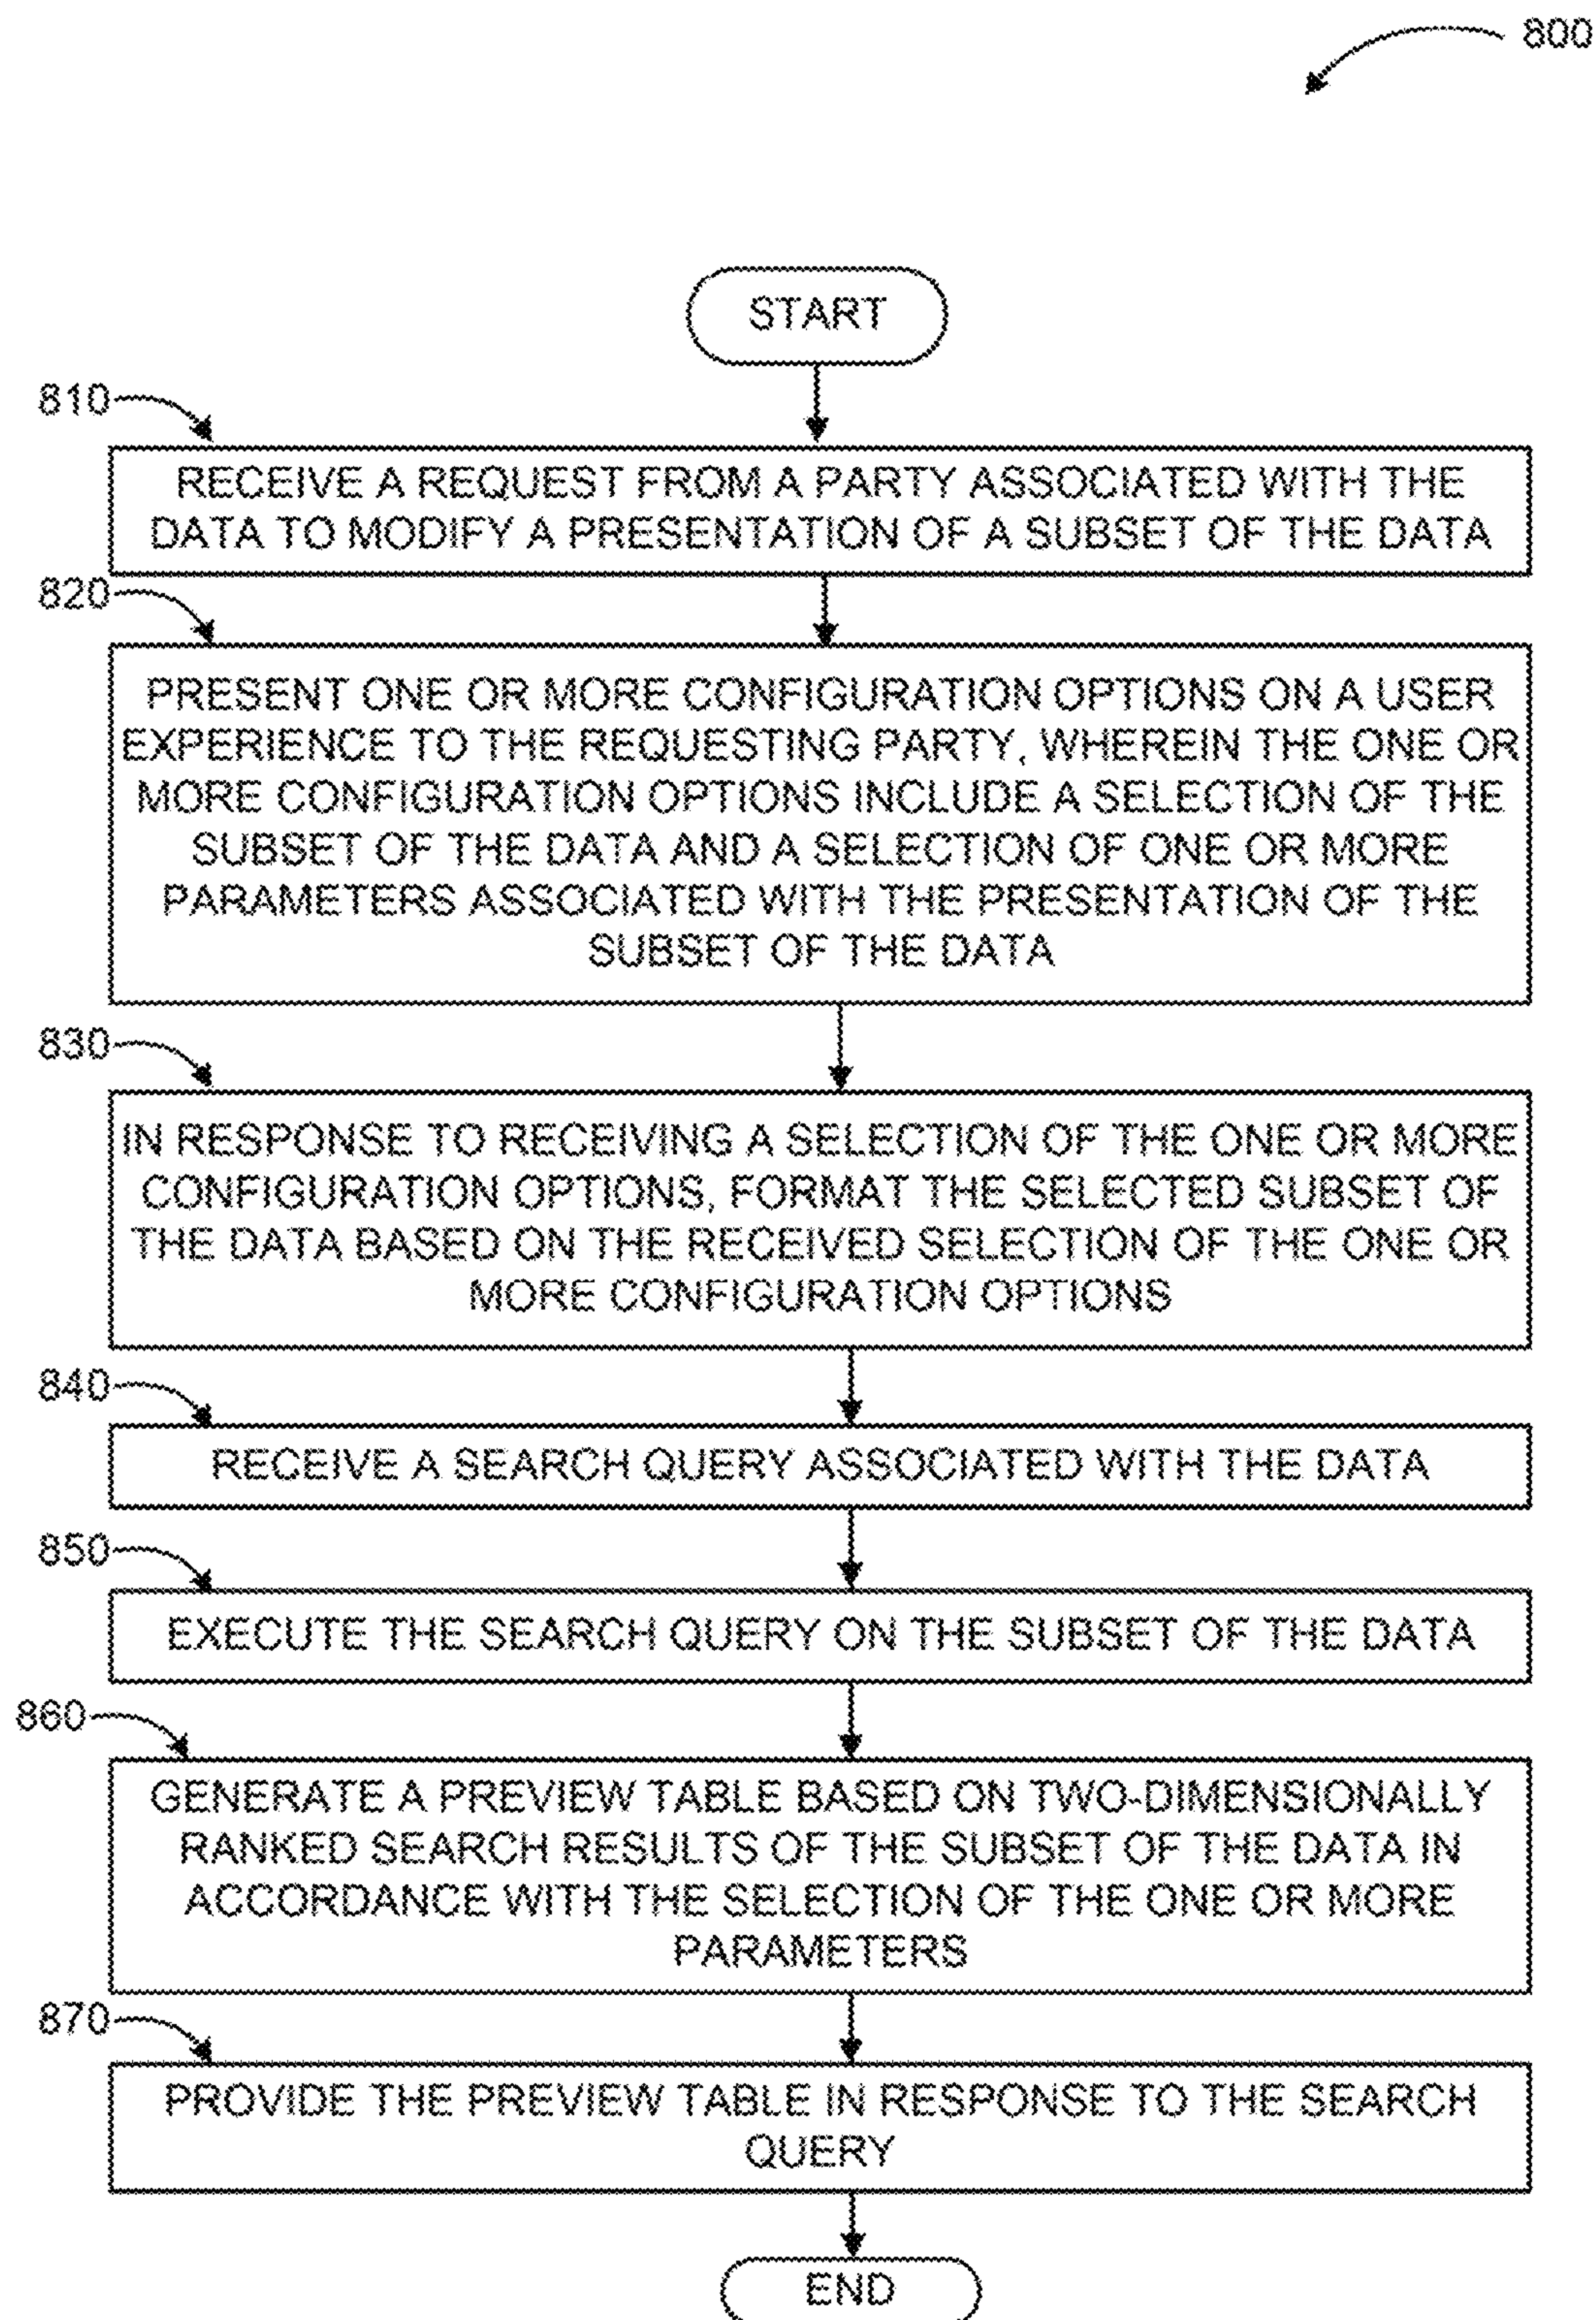 800
START
810
RECEIVE A REQUEST FROM A PARTY ASSOCIATED WITH THE
DATA TO MODIFY A PRESENTATION OF A SUBSET OF THE DATA
820
PRESENT ONE OR MORE CONFIGURATION OPTIONS ON A USER
EXPERIENCE TO THE REQUESTING PARTY, WHEREIN THE ONE OR
MORE CONFIGURATION OPTIONS INCLUDE A SELECTION OF THE
SUBSET OF THE DATA AND A SELECTION OF ONE OR MORE
PARAMETERS ASSOCIATED WITH THE PRESENTATION OF THE
SUBSET OF THE DATA
830
IN RESPONSE TO RECEIVING A SELECTION OF THE ONE OR MORE
CONFIGURATION OPTIONS, FORMAT THE SELECTED SUBSET OF
THE DATA BASED ON THE RECEIVED SELECTION OF THE ONE OR
MORE CONFIGURATION OPTIONS
840
RECEIVE A SEARCH QUERY ASSOCIATED WITH THE DATA
850
EXECUTE THE SEARCH QUERY ON THE SUBSET OF THE DATA
860
GENERATE A PREVIEW TABLE BASED ON TWO-DIMENSIONALLY
RANKED SEARCH RESULTS OF THE SUBSET OF THE DATA IN
ACCORDANCE WITH THE SELECTION OF THE ONE OR MORE
PARAMETERS
870
PROVIDE THE PREVIEW TABLE IN RESPONSE TO THE SEARCH
QUERY
END